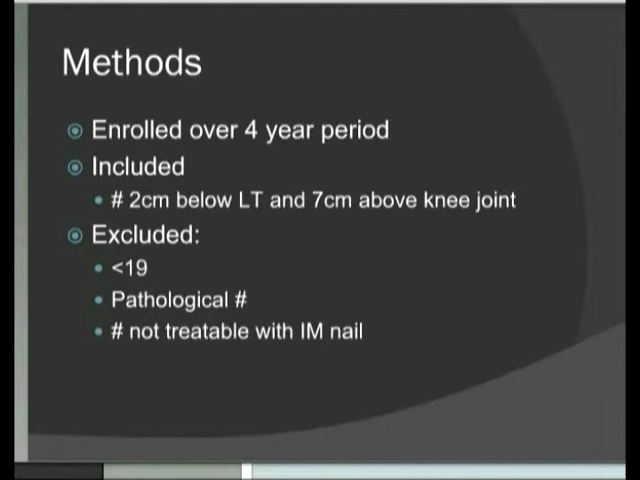 Methods
Enrolled over 4 year period
Included
# 2cm below LT and 7cm above knee joint
Excluded:
<19
Pathological #
# not treatable with IM nail